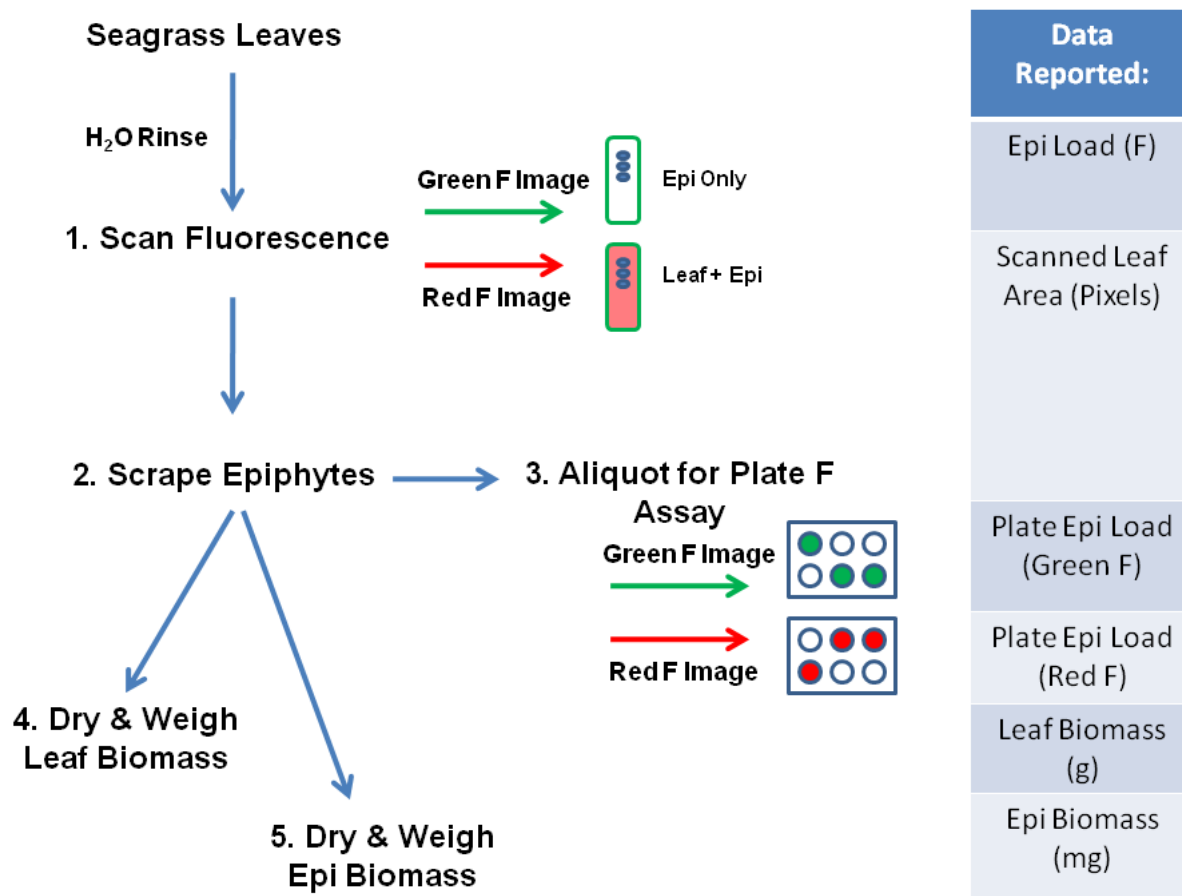 Seagrass Leaves
H₂O Rinse
1. Scan Fluorescence
Green F Image
Epi Only
Red F Image
Leaf + Epi
2. Scrape Epiphytes
3. Aliquot for Plate F
Assay
Green F Image
Red F Image
4. Dry & Weigh
Leaf Biomass
5. Dry & Weigh
Epi Biomass
Data
Reported:
Epi Load (F)
Scanned Leaf
Area (Pixels)
Plate Epi Load
(Green F)
Plate Epi Load
(Red F)
Leaf Biomass
(g)
Epi Biomass
(mg)